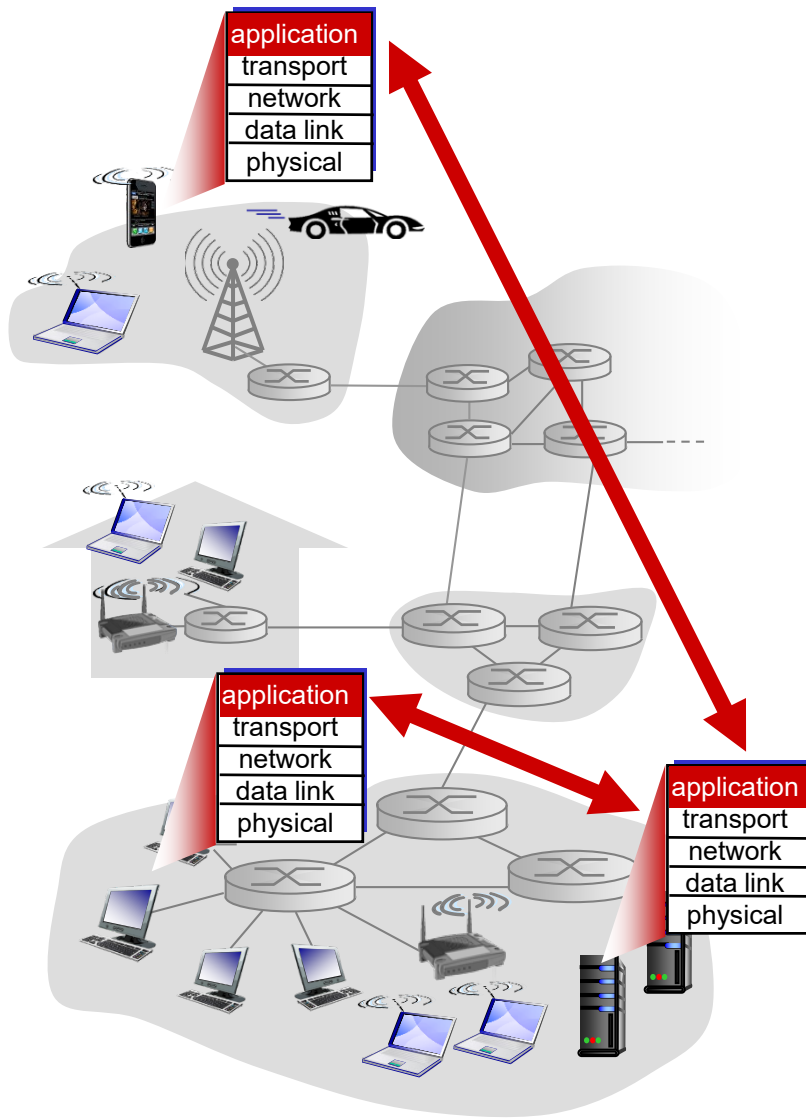 application
transport
network
data link
physical
application
transport
network
data link
physical
application
transport
network
data link
physical